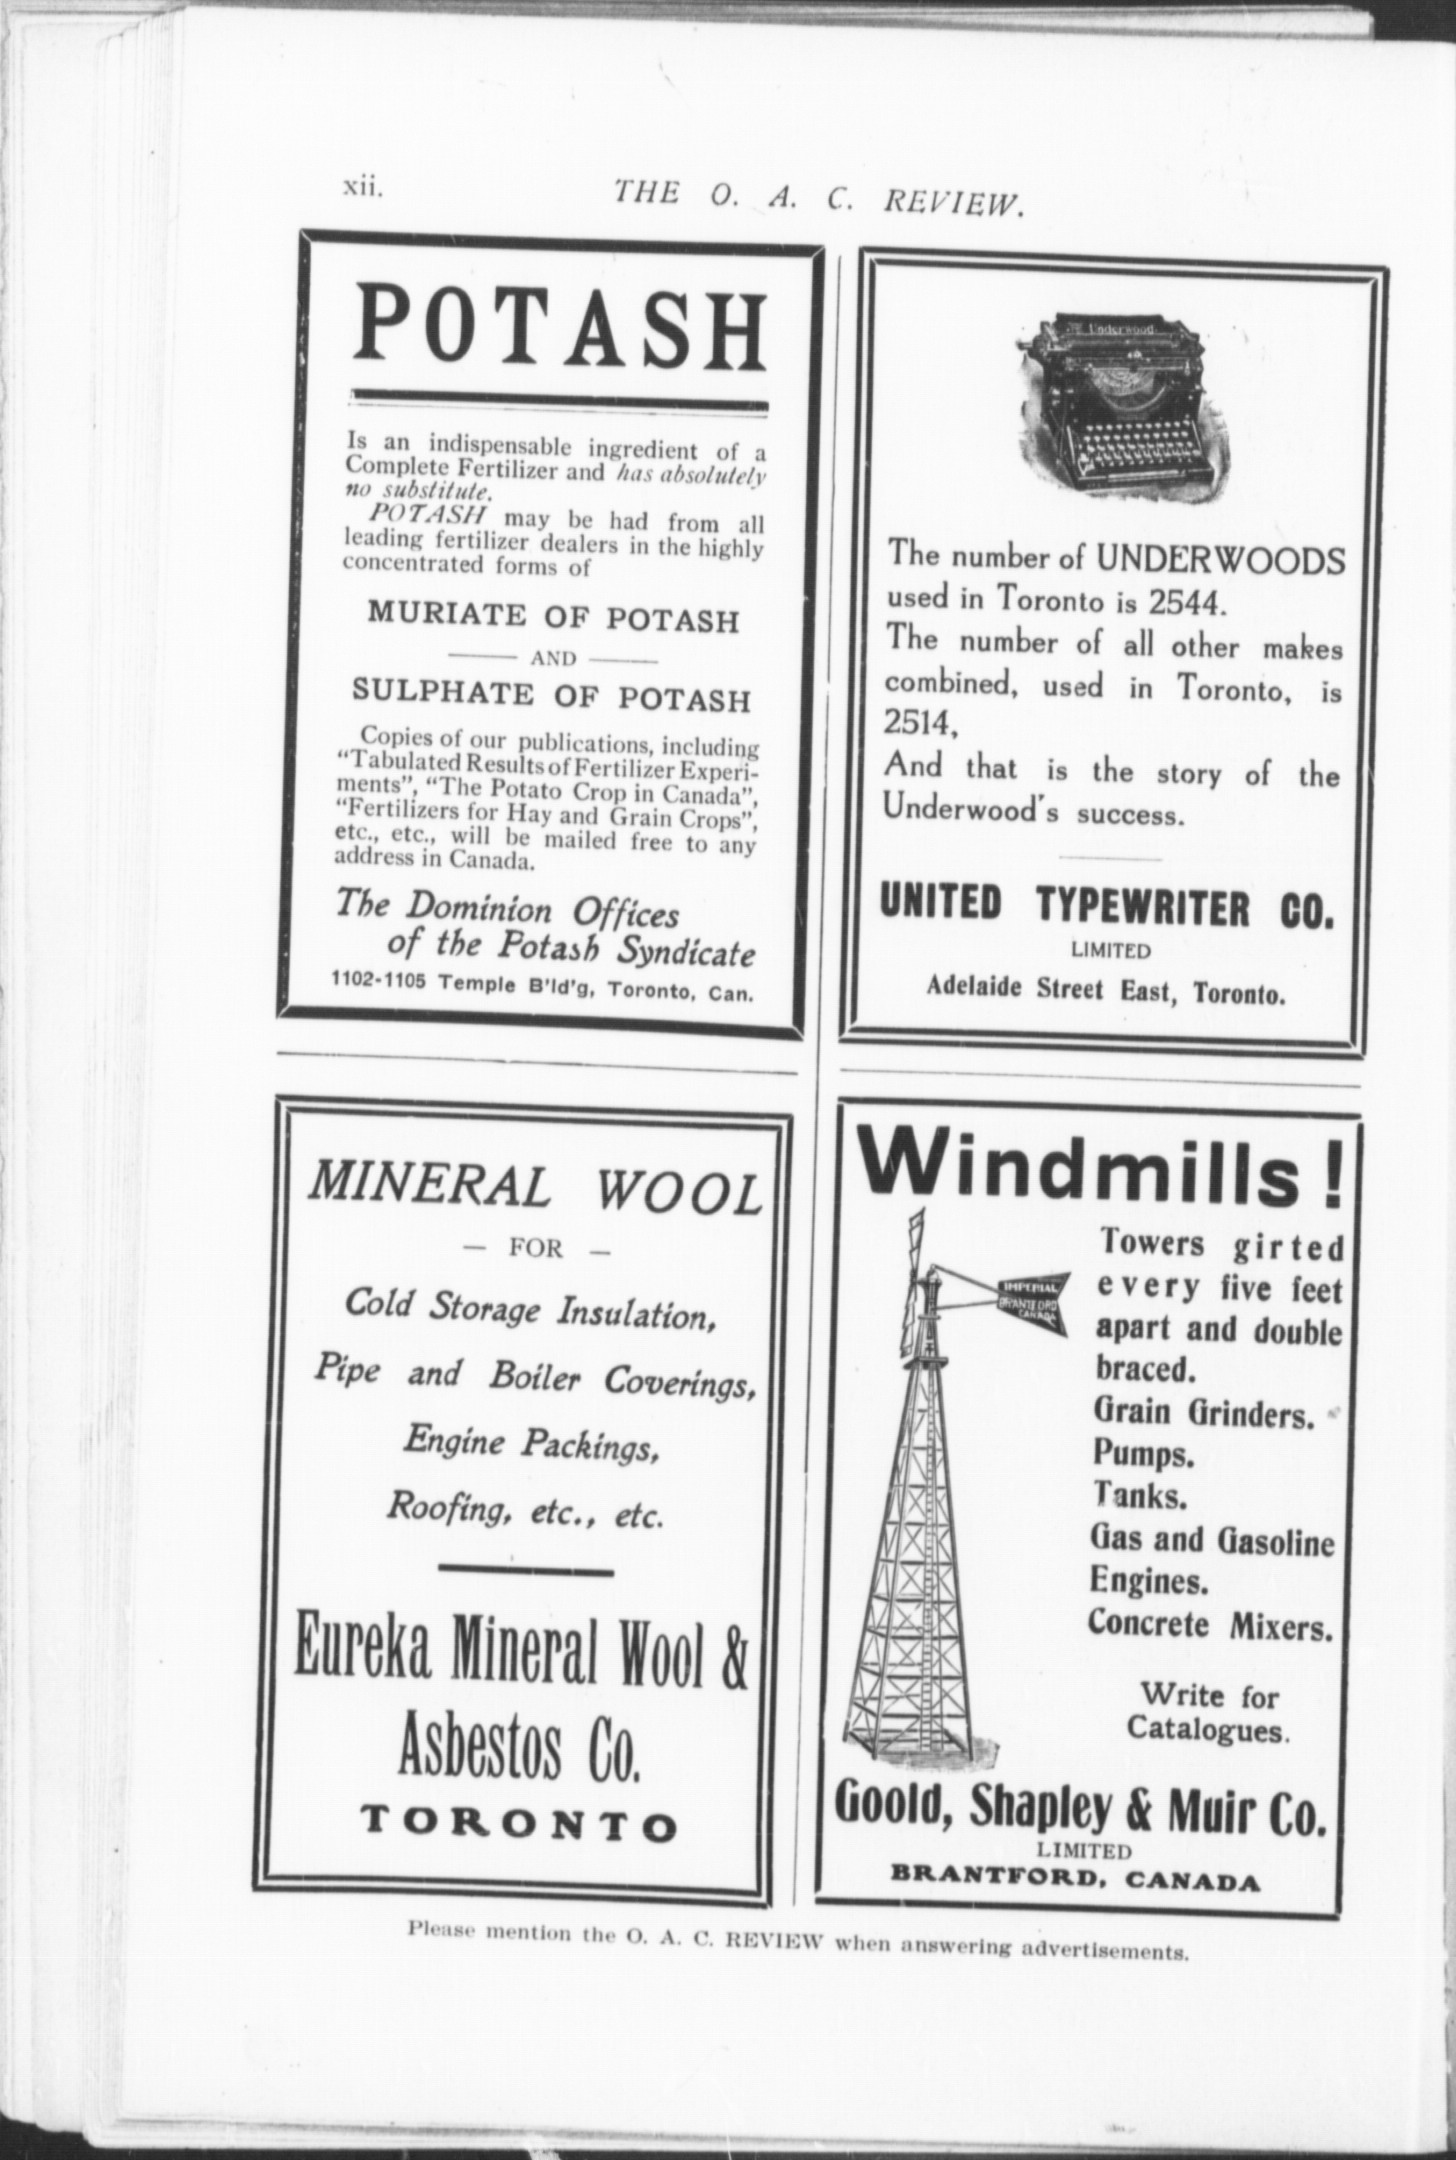 xii.
THE O. A. C. REVIEW.
POTASH
Is an indispensable ingredient of a
Complete Fertilizer and has absolutely
no substitute.
POTASH may be had from all
leading fertilizer dealers in the highly
concentrated forms of
MURIATE OF POTASH
AND
SULPHATE OF POTASH
Copies of our publications, including
“Tabulated Results of Fertilizer Experi-
ments”, “The Potato Crop in Canada”,
“Fertilizers for Hay and Grain Crops”,
etc., etc., will be mailed free to any
address in Canada.
The Dominion Offices
of the Potash Syndicate
1102-1105 Temple B'ld'g, Toronto, Can.
Underwood
The number of UNDERWOODS
used in Toronto is 2544.
The number of all other makes
combined, used in Toronto, is
2514,
And that is the story of the
Underwood's success.
UNITED TYPEWRITER CO.
LIMITED
Adelaide Street East, Toronto.
MINERAL WOOL
— FOR —
Cold Storage Insulation,
Pipe and Boiler Coverings,
Engine Packings,
Roofing, etc., etc.
Eureka Mineral Wool &
Asbestos Co.
TORONTO
Windmills!
IMPERIAL
BRANTFORD
CANADA
Towers girted
every five feet
apart and double
braced.
Grain Grinders.
Pumps.
Tanks.
Gas and Gasoline
Engines.
Concrete Mixers.
Write for
Catalogues.
Goold, Shapley & Muir Co.
LIMITED
BRANTFORD, CANADA
Please mention the O. A. C. REVIEW when answering advertisements.